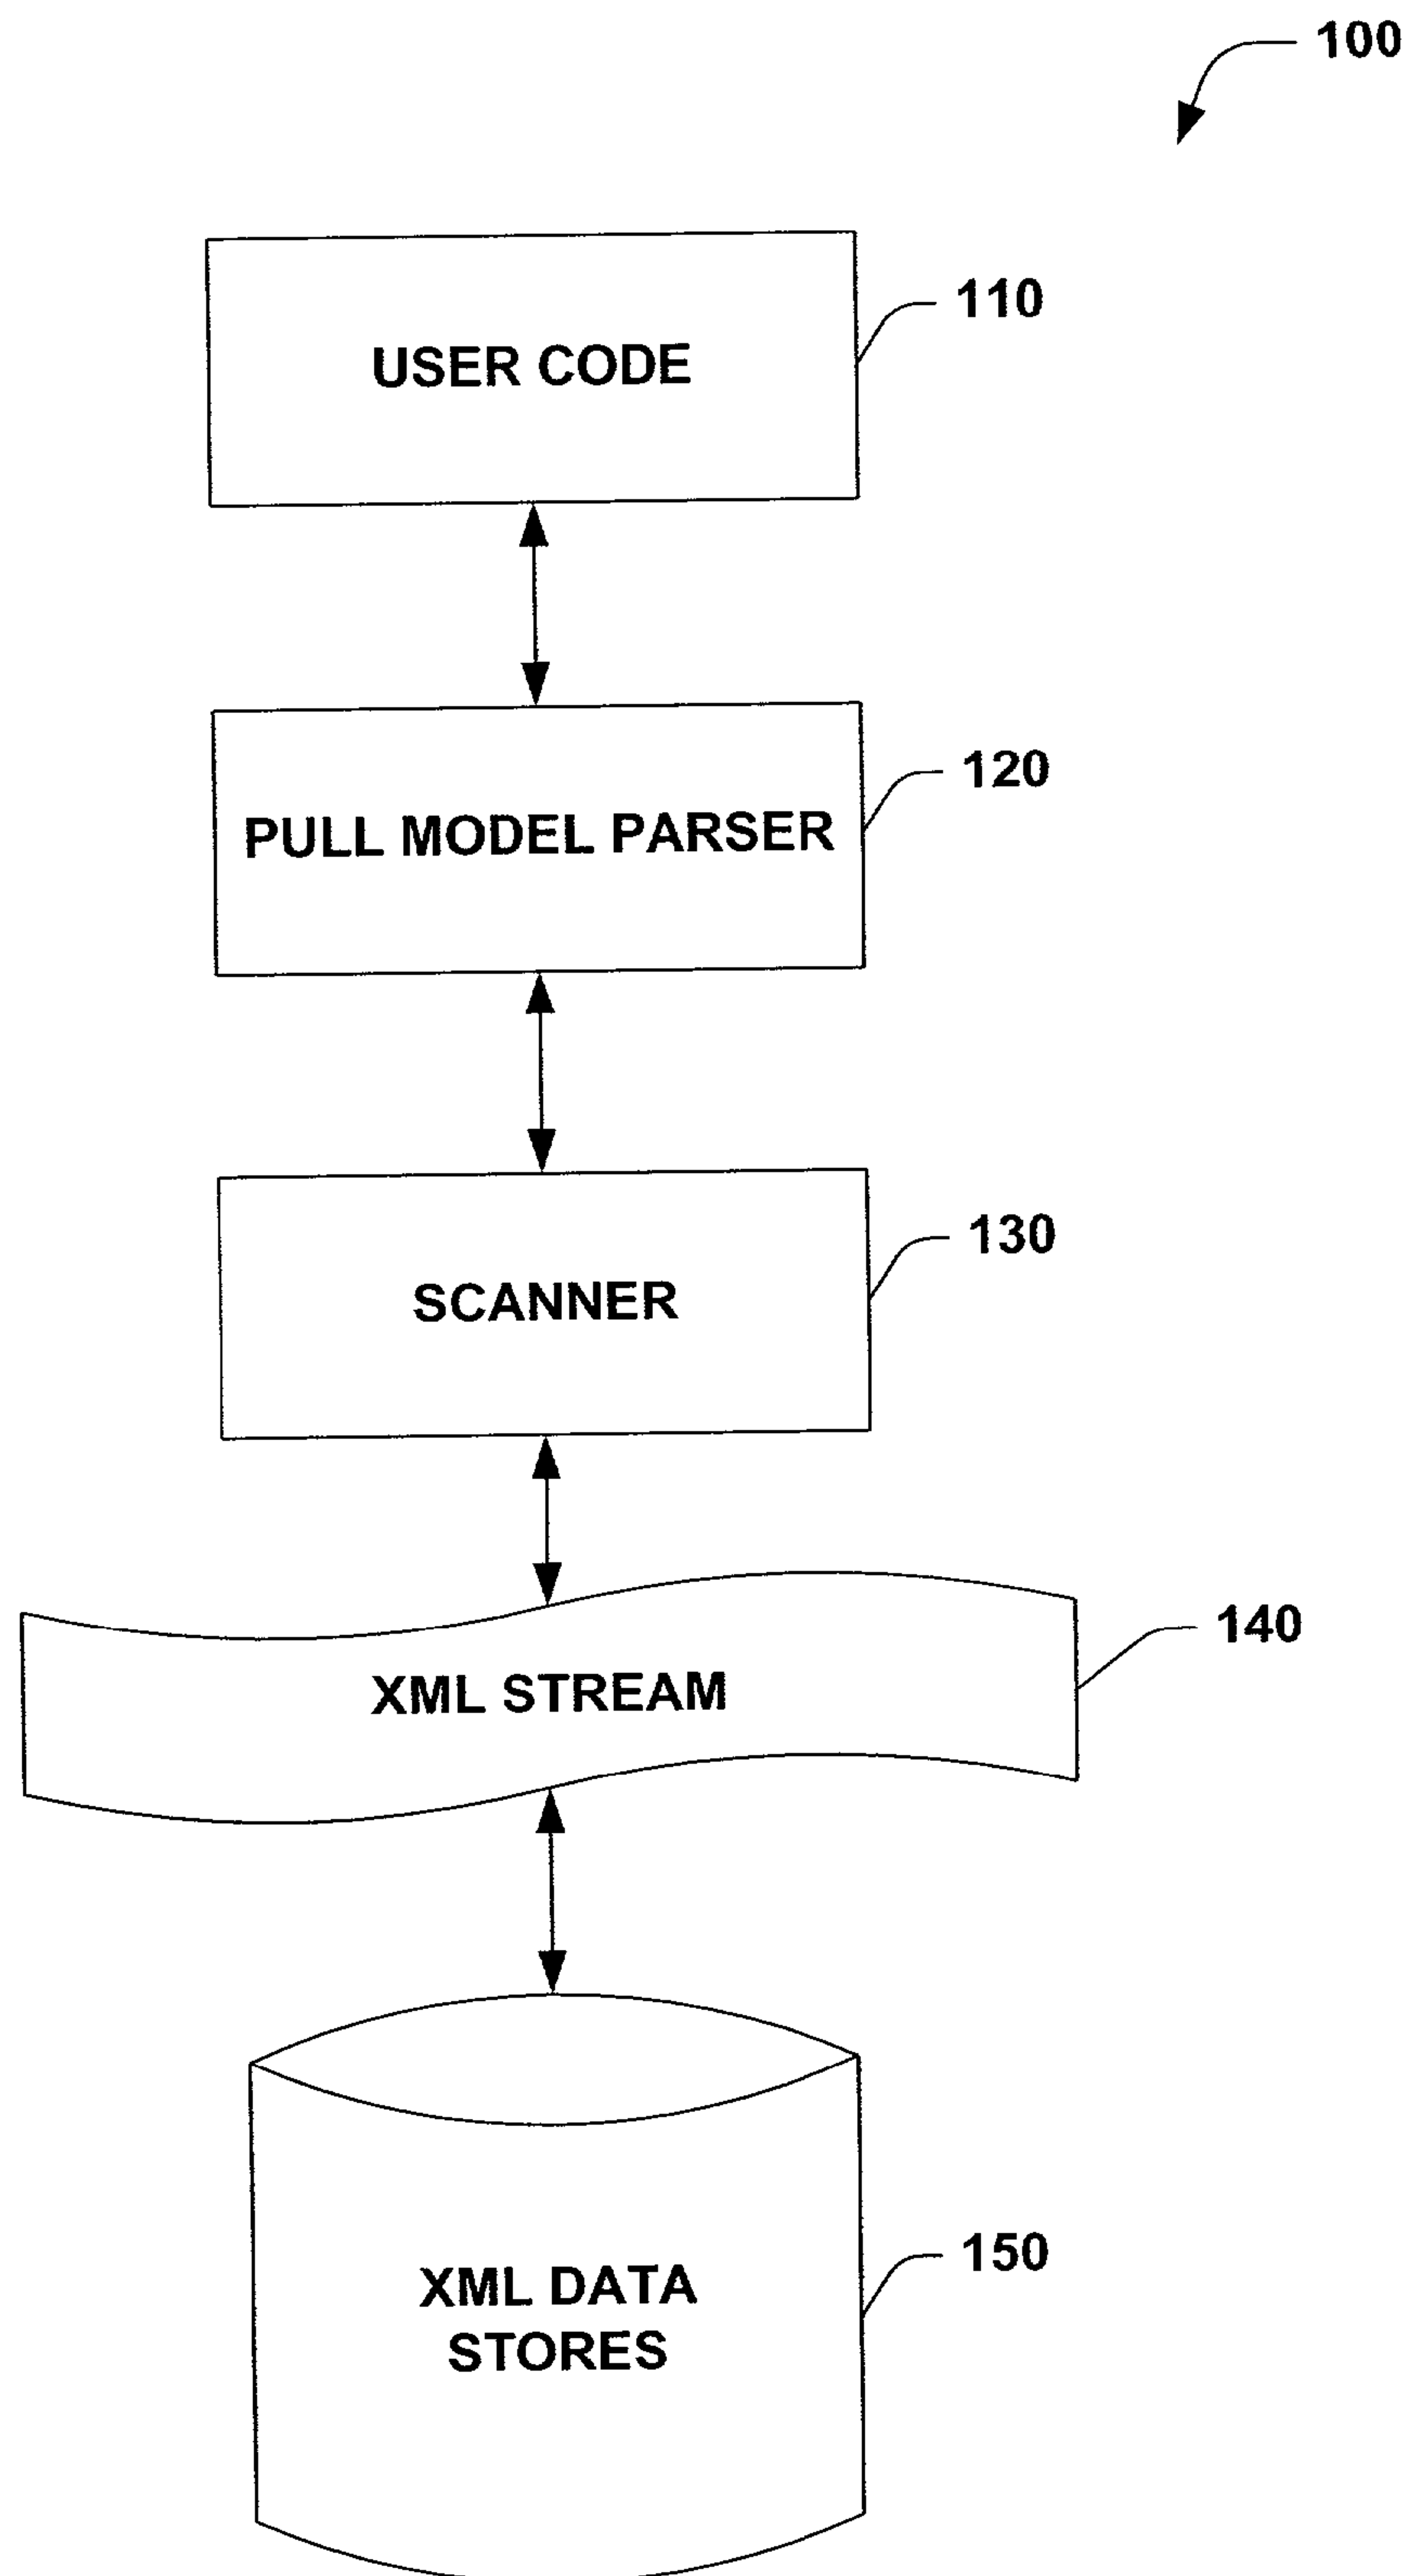 100
USER CODE
110
PULL MODEL PARSER
120
SCANNER
130
XML STREAM
140
XML DATA
STORES
150